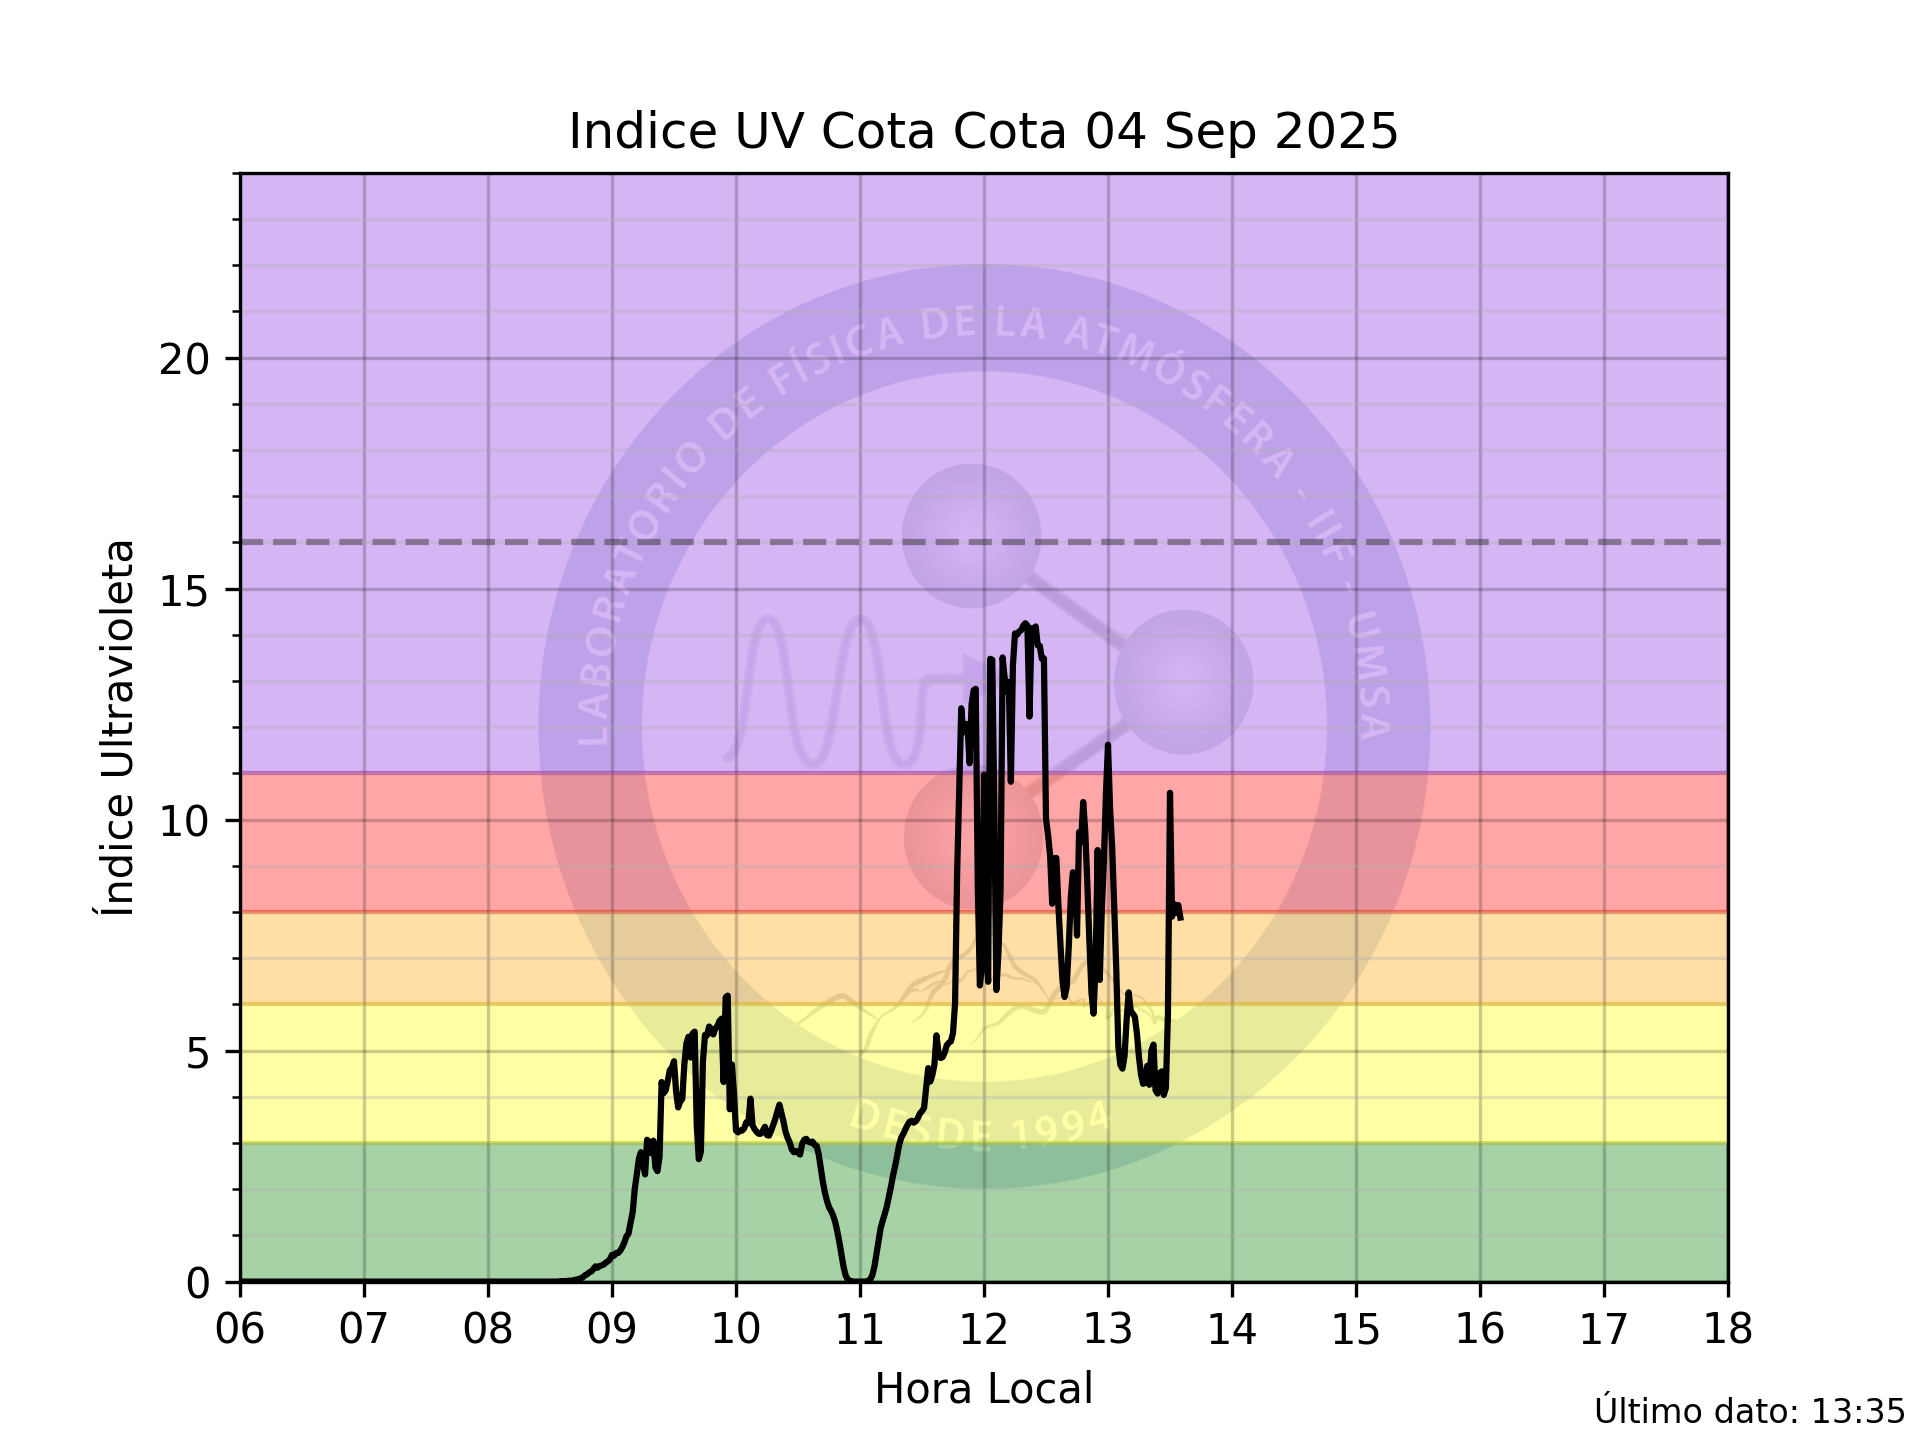 Indice UV Cota Cota 04 Sep 2025
LABORATORIO DE FÍSICA DE LA ATMÓSFERA - IIF - UMSA
DESDE 1994
Índice Ultravioleta
20
15
10
5
0
06 07 08 09 10 11 12 13 14 15 16 17 18
Hora Local
Último dato: 13:35